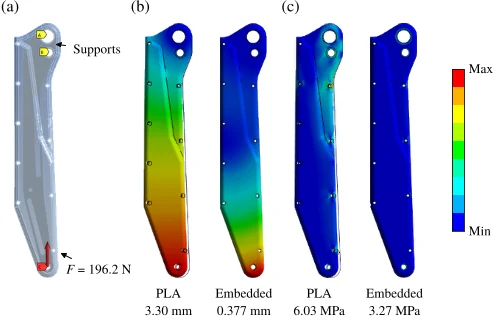 (a)
(b)
(c)
Supports
Max
Min
F = 196.2 N
PLA
Embedded
PLA
Embedded
3.30 mm
0.377 mm
6.03 MPa
3.27 MPa